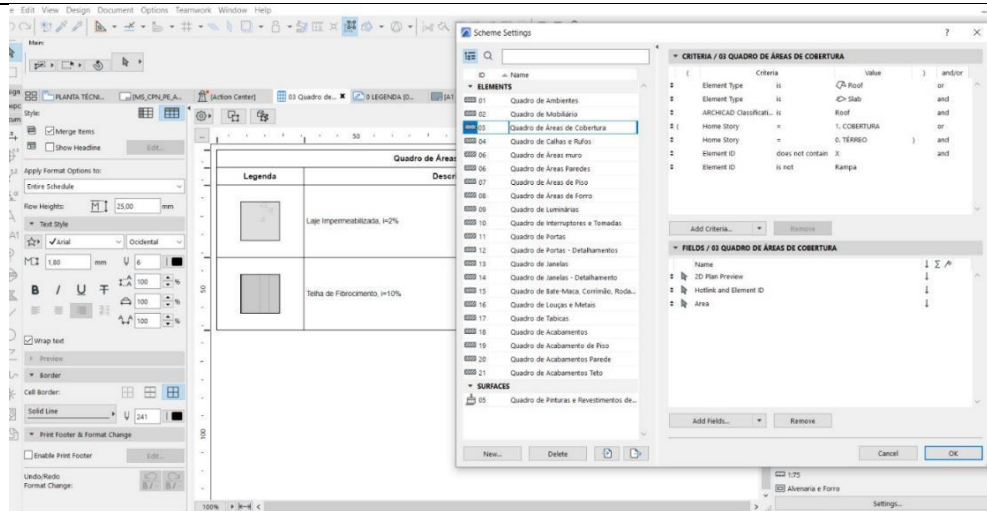 Edit View Design Document Options Teamwork Window Help
Main:
PLANTA TÉCNI...
[MS_CPN_PE_A...
[Action Center]
03 Quadro de...
0 LEGENDA [O...
[A1
Style:
Merge Items
Show Headline
Edit...
Apply Format Options to:
Entire Schedule
Row Heights:
25,00
mm
Text Style
Arial
Ocidental
1,80
mm
6
B I U T
100 %
100 %
100 %
Wrap text
Preview
Border
Cell Border:
Solid Line
241
Print Footer & Format Change
Enable Print Footer
Edit...
Undo/Redo
Format Change:
50
Quadro de Áreas
Legenda
Descri
Laje Impermeabilizada, i=2%
Telha de Fibrocimento, i=10%
50
100
100%
Scheme Settings
? ×
ID Name
ELEMENTS
01 Quadro de Ambientes
02 Quadro de Mobiliário
03 Quadro de Áreas de Cobertura
04 Quadro de Calhas e Rufos
06 Quadro de Áreas muro
06 Quadro de Áreas Paredes
07 Quadro de Áreas de Piso
08 Quadro de Áreas de Forro
09 Quadro de Luminárias
10 Quadro de Interruptores e Tomadas
11 Quadro de Portas
12 Quadro de Portas - Detalhamentos
13 Quadro de Janelas
14 Quadro de Janelas - Detalhamento
15 Quadro de Bate-Maca, Corrimão, Roda...
16 Quadro de Louças e Metais
17 Quadro de Tabicas
18 Quadro de Acabamentos
19 Quadro de Acabamento de Piso
20 Quadro de Acabamentos Parede
21 Quadro de Acabamentos Teto
SURFACES
05 Quadro de Pinturas e Revestimentos de...
New... Delete
CRITERIA / 03 QUADRO DE ÁREAS DE COBERTURA
( Criteria Value ) and/or
Element Type is Roof or
Element Type is Slab and
ARCHICAD Classificati... is Roof and
( Home Story = 1. COBERTURA or
Home Story = 0. TÉRREO ) and
Element ID does not contain X and
Element ID is not Rampa
Add Criteria... Remove
FIELDS / 03 QUADRO DE ÁREAS DE COBERTURA
Name
2D Plan Preview
Hotlink and Element ID
Area
Add Fields... Remove
Cancel OK
1:75
Alvenaria e Forro
Settings...